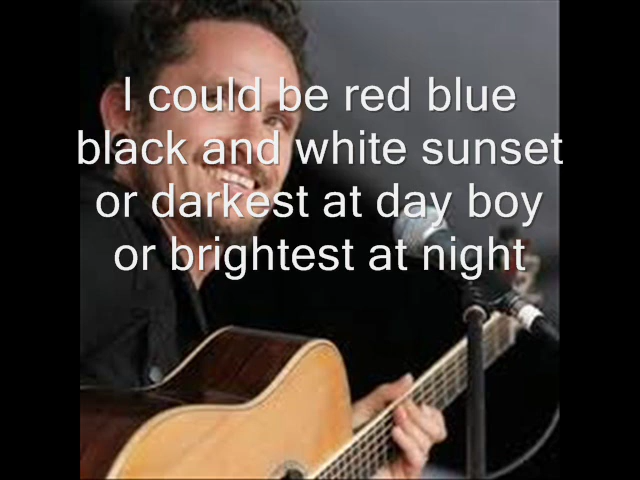 I could be red blue
black and white sunset
or darkest at day boy
or brightest at night